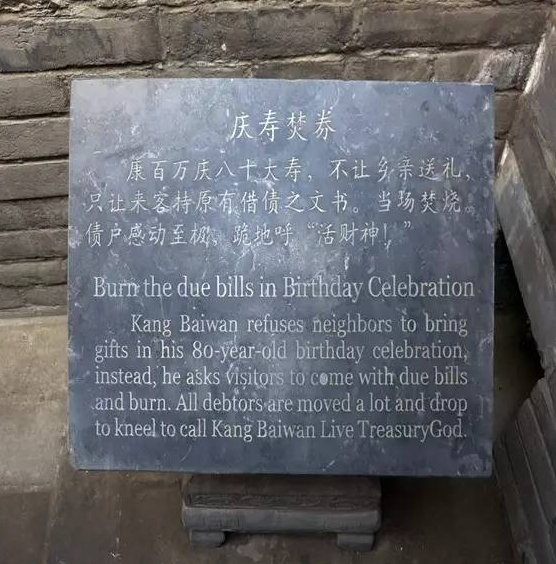 庆寿焚券
康百万庆八十大寿，不让乡亲送礼，
只让来客持原有借债之文书。当场焚烧。
债户感动至极，跪地呼“活财神！”
Burn the due bills in Birthday Celebration
Kang Baiwan refuses neighbors to bring
gifts in his 80-year-old birthday celebration,
instead, he asks visitors to come with due bills
and burn. All debtors are moved a lot and drop
to kneel to call Kang Baiwan Live TreasuryGod.